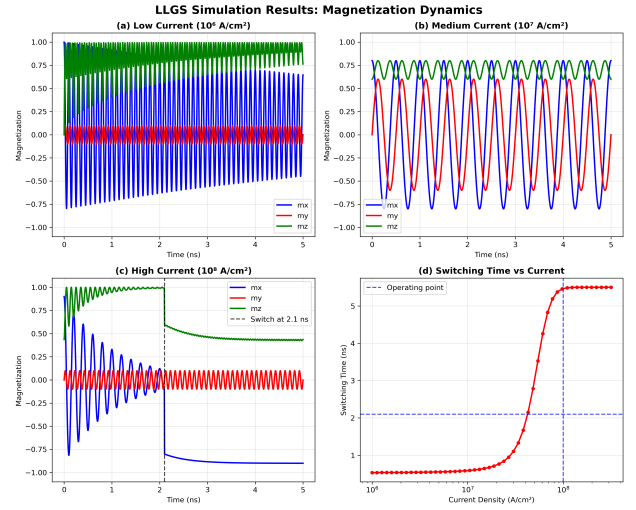 LLGS Simulation Results: Magnetization Dynamics
(a) Low Current (10⁶ A/cm²)
Magnetization
1.00
0.75
0.50
0.25
0.00
−0.25
−0.50
−0.75
−1.00
mx
my
mz
0 1 2 3 4 5
Time (ns)
(b) Medium Current (10⁷ A/cm²)
Magnetization
1.00
0.75
0.50
0.25
0.00
−0.25
−0.50
−0.75
−1.00
mx
my
mz
0 1 2 3 4 5
Time (ns)
(c) High Current (10⁸ A/cm²)
Magnetization
1.00
0.75
0.50
0.25
0.00
−0.25
−0.50
−0.75
−1.00
mx
my
mz
Switch at 2.1 ns
0 1 2 3 4 5
Time (ns)
(d) Switching Time vs Current
Switching Time (ns)
5
4
3
2
1
Operating point
10⁶ 10⁷ 10⁸
Current Density (A/cm²)